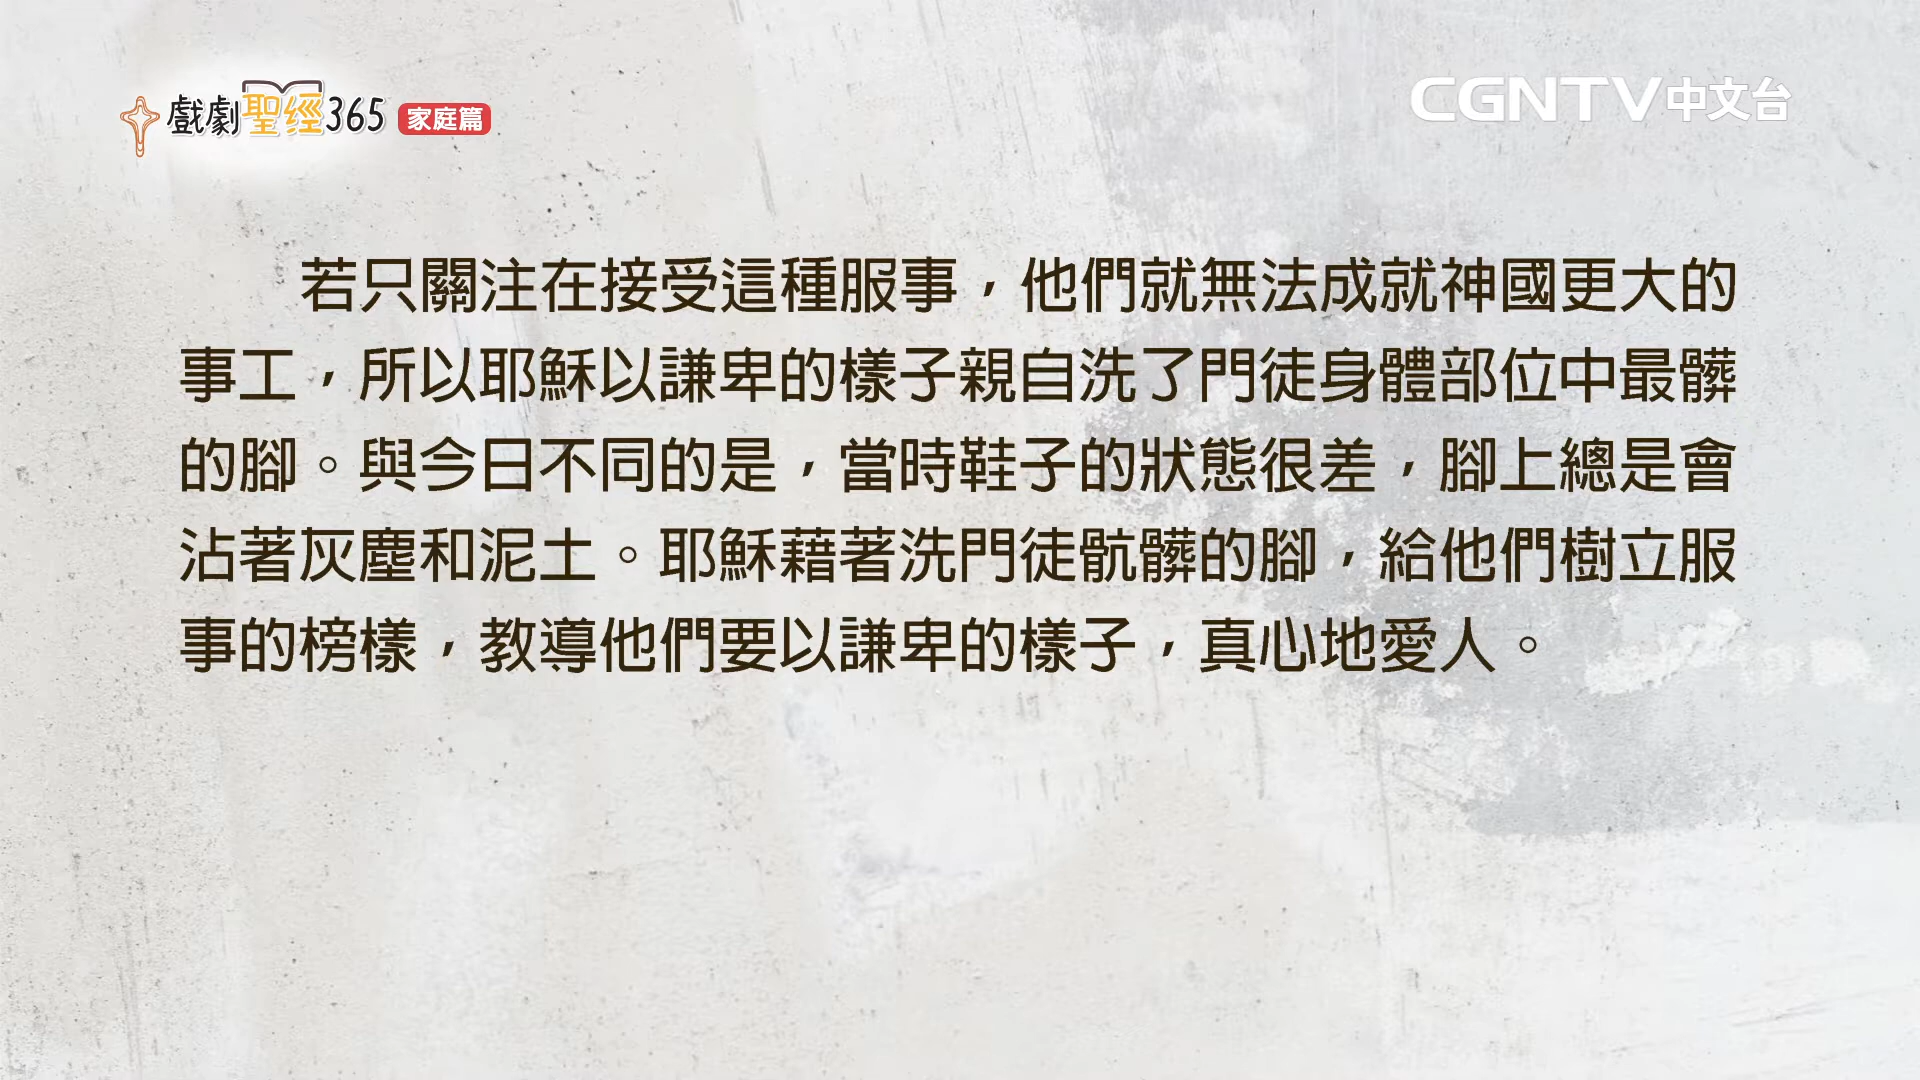 戲劇聖經365 家庭篇
CGNTV中文台
若只關注在接受這種服事，他們就無法成就神國更大的
事工，所以耶穌以謙卑的樣子親自洗了門徒身體部位中最髒
的腳。與今日不同的是，當時鞋子的狀態很差，腳上總是會
沾著灰塵和泥土。耶穌藉著洗門徒骯髒的腳，給他們樹立服
事的榜樣，教導他們要以謙卑的樣子，真心地愛人。